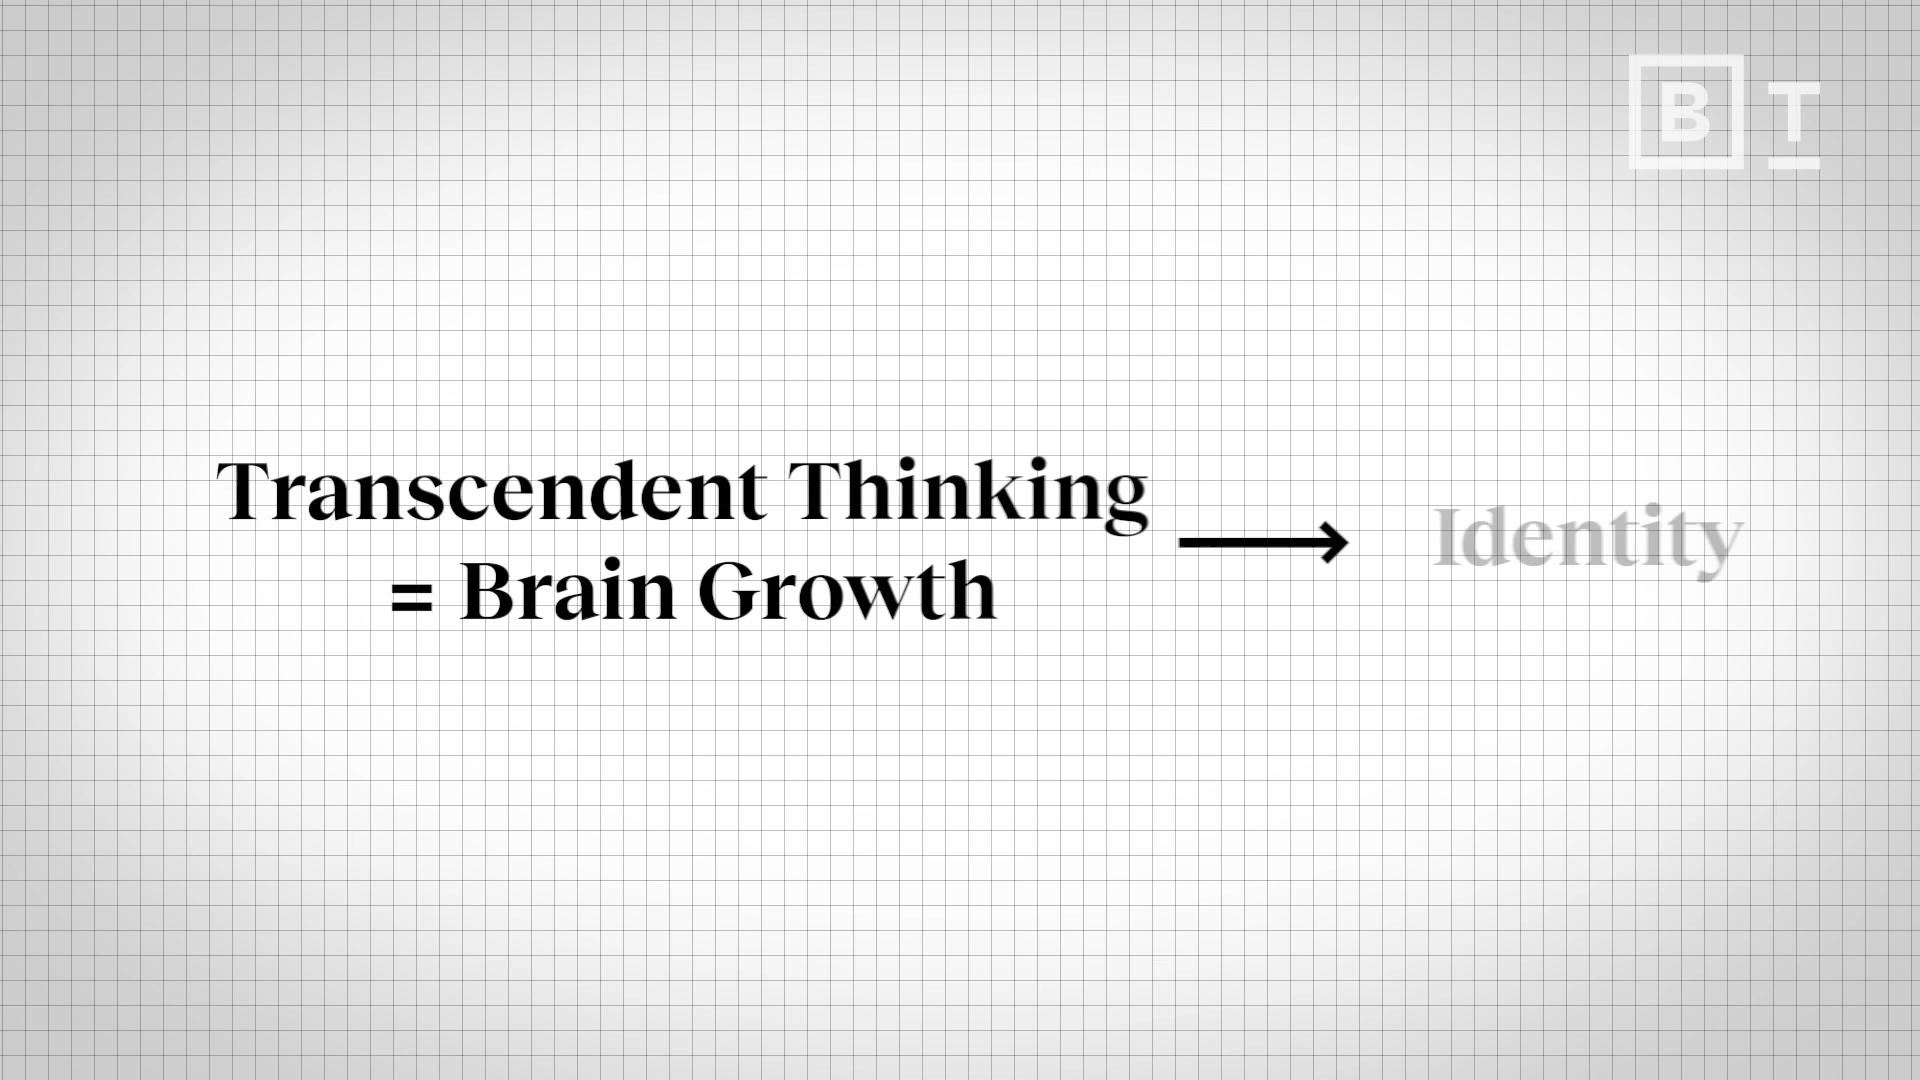 B T
Transcendent Thinking
= Brain Growth
→ Identity